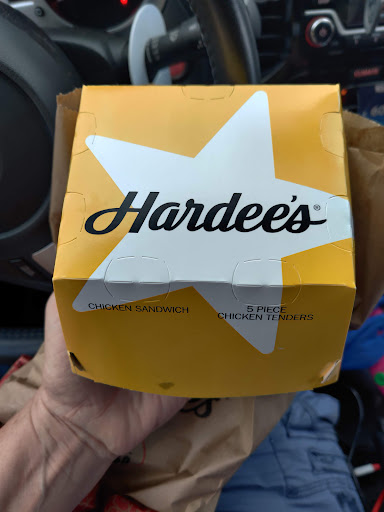 Hardee's®
CHICKEN SANDWICH
5 PIECE
CHICKEN TENDERS